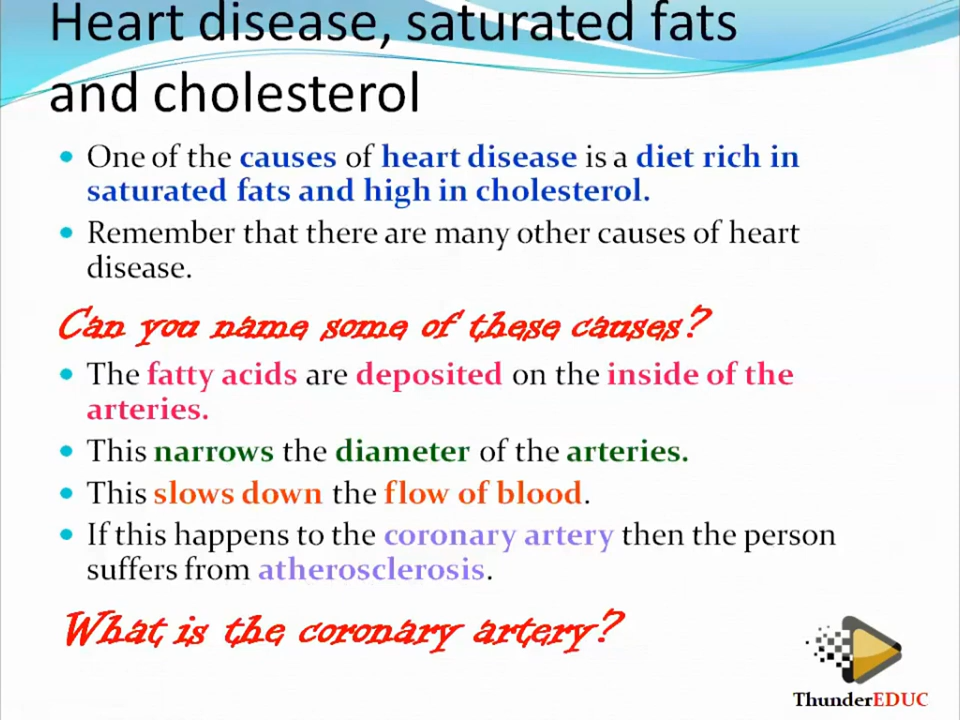 Heart disease, saturated fats
and cholesterol
One of the causes of heart disease is a diet rich in
saturated fats and high in cholesterol.
Remember that there are many other causes of heart
disease.
Can you name some of these causes?
The fatty acids are deposited on the inside of the
arteries.
This narrows the diameter of the arteries.
This slows down the flow of blood.
If this happens to the coronary artery then the person
suffers from atherosclerosis.
What is the coronary artery?
ThunderEDUC